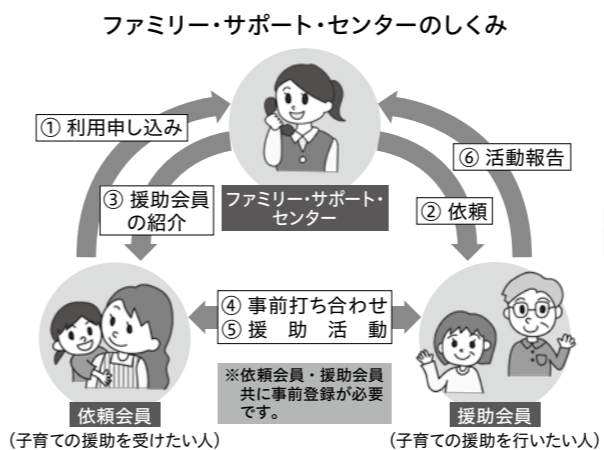 ファミリー・サポート・センターのしくみ
① 利用申し込み
⑥ 活動報告
③ 援助会員
の紹介
ファミリー・サポート・
センター
② 依頼
④ 事前打ち合わせ
⑤ 援助活動
※依頼会員・援助会員
共に事前登録が必要
です。
依頼会員
(子育ての援助を受けたい人)
援助会員
(子育ての援助を行いたい人)